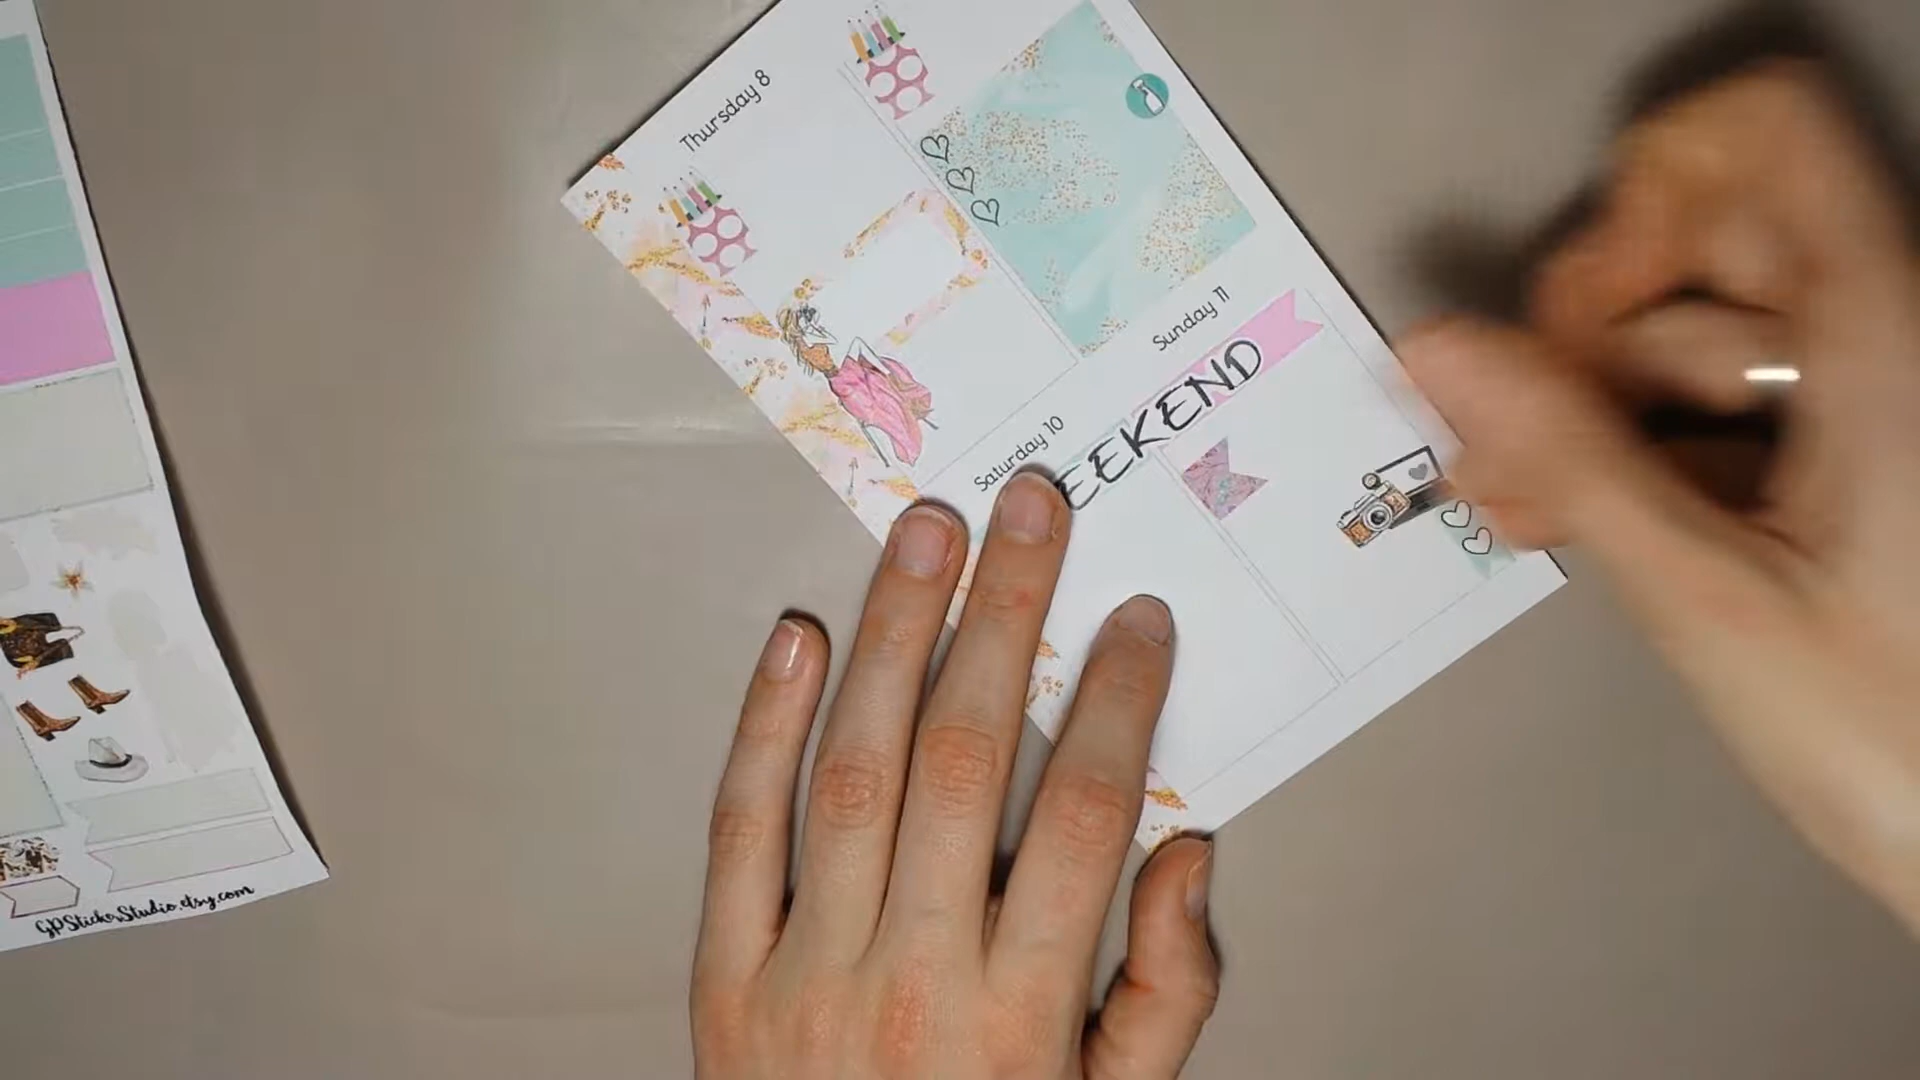 Thursday 8
Sunday 11
Saturday 10
EEKEND
GPStickerStudio.etsy.com